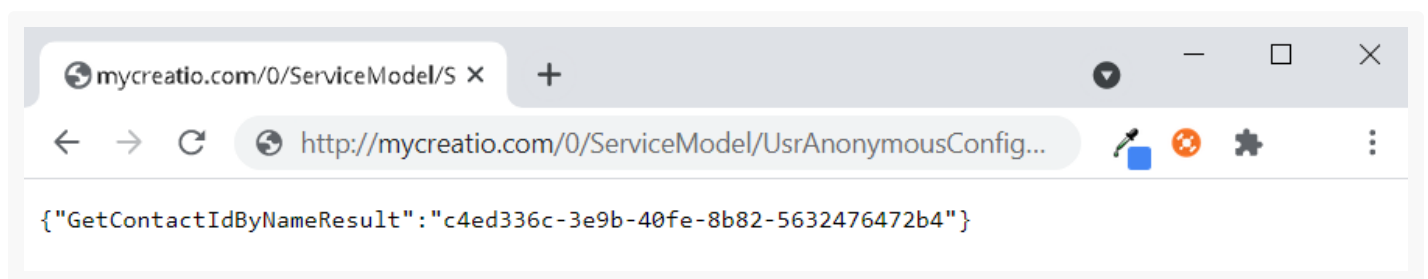 mycreatio.com/0/ServiceModel/S
http://mycreatio.com/0/ServiceModel/UsrAnonymousConfig...
{"GetContactIdByNameResult":"c4ed336c-3e9b-40fe-8b82-5632476472b4"}